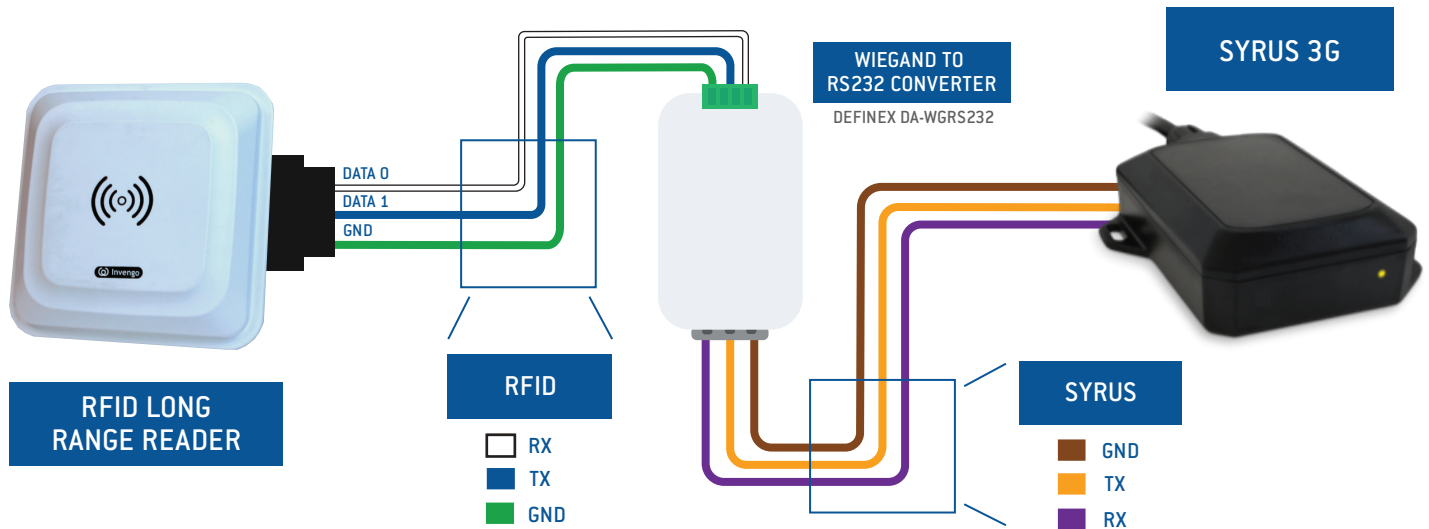 WIEGAND TO
RS232 CONVERTER
DEFINEX DA-WGRS232
SYRUS 3G
DATA 0
DATA 1
GND
Invengo
RFID LONG
RANGE READER
RFID
RX
TX
GND
SYRUS
GND
TX
RX